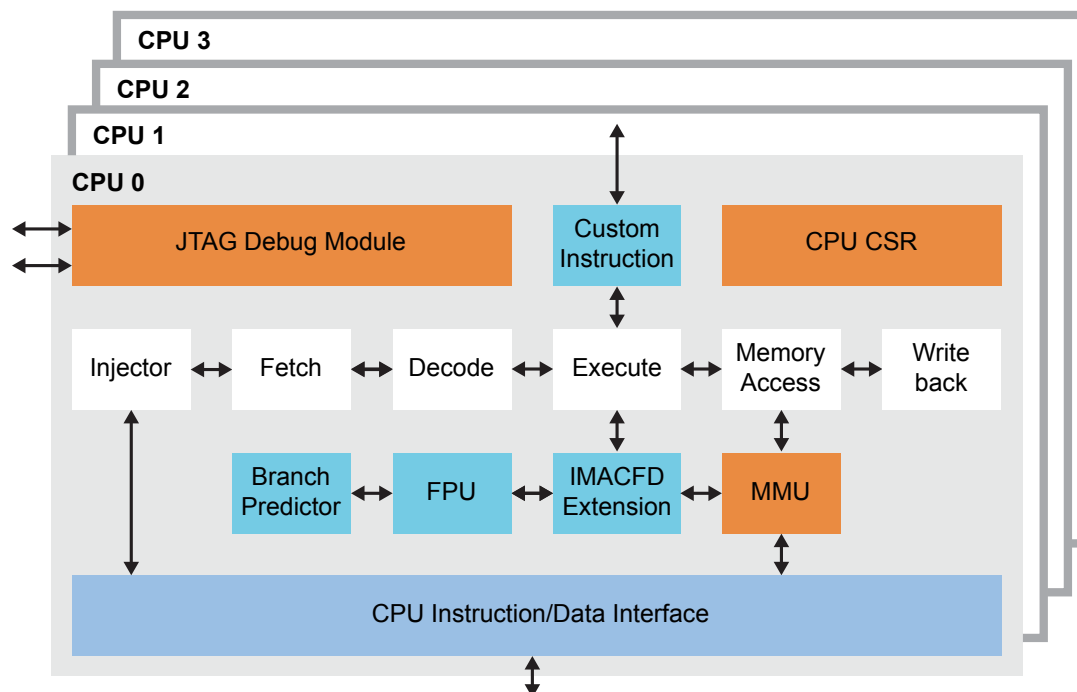 CPU 3
CPU 2
CPU 1
CPU 0
JTAG Debug Module
Custom
Instruction
CPU CSR
Injector
Fetch
Decode
Execute
Memory
Access
Write
back
Branch
Predictor
FPU
IMACFD
Extension
MMU
CPU Instruction/Data Interface